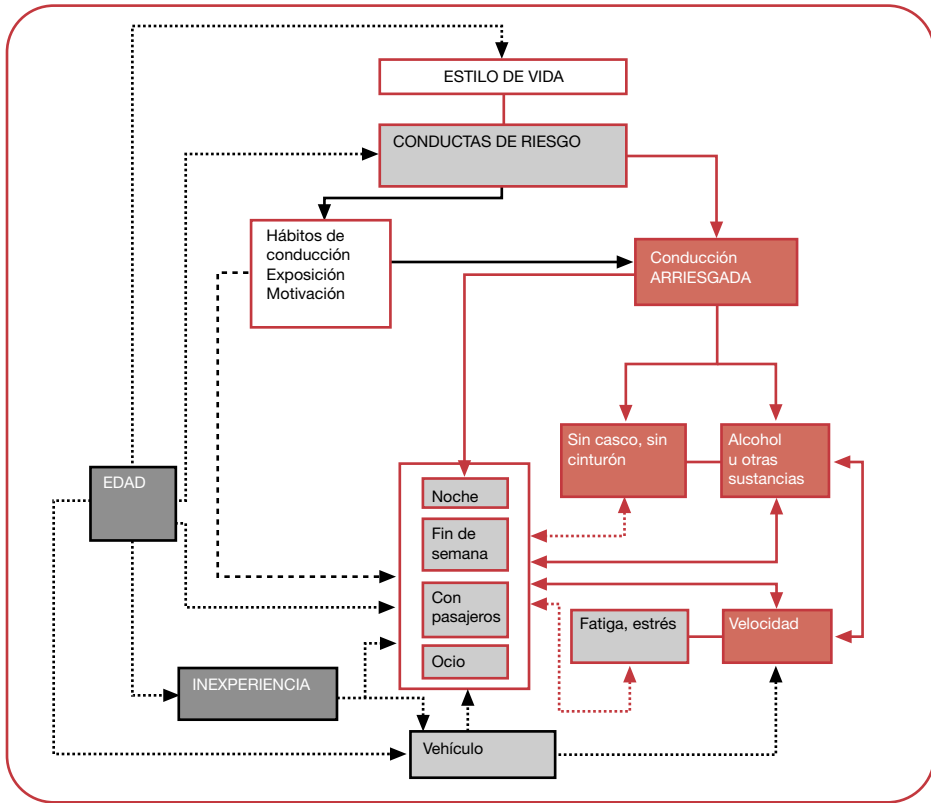 ESTILO DE VIDA
CONDUCTAS DE RIESGO
Hábitos de
conducción
Exposición
Motivación
Conducción
ARRIESGADA
Sin casco, sin
cinturón
Alcohol
u otras
sustancias
EDAD
Noche
Fin de
semana
Con
pasajeros
Ocio
Fatiga, estrés
Velocidad
INEXPERIENCIA
Vehículo